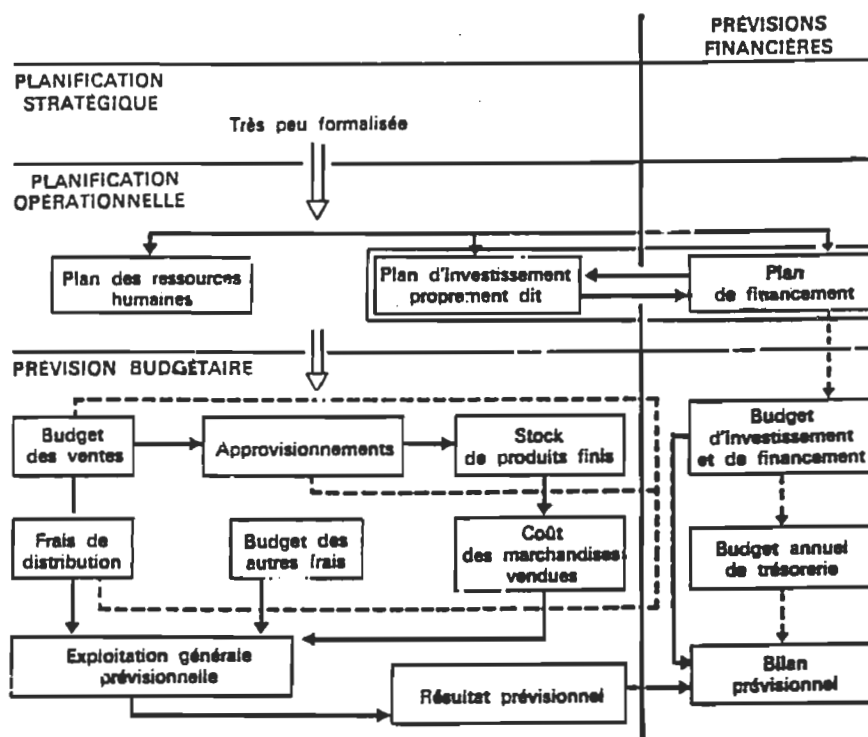 PRÉVISIONS
FINANCIÈRES
PLANIFICATION
STRATÉGIQUE
Très peu formalisée
PLANIFICATION
OPÉRATIONNELLE
Plan des ressources
humaines
Plan d'Investissement
proprement dit
Plan
de financement
PRÉVISION BUDGÉTAIRE
Budget
des ventes
Approvisionnements
Stock
de produits finis
Budget
d'Investissement
et de financement
Frais de
distribution
Budget des
autres frais
Coût
des marchandises
vendues
Budget annuel
de trésorerie
Exploitation générale
prévisionnelle
Résultat prévisionnel
Bilan
prévisionnel